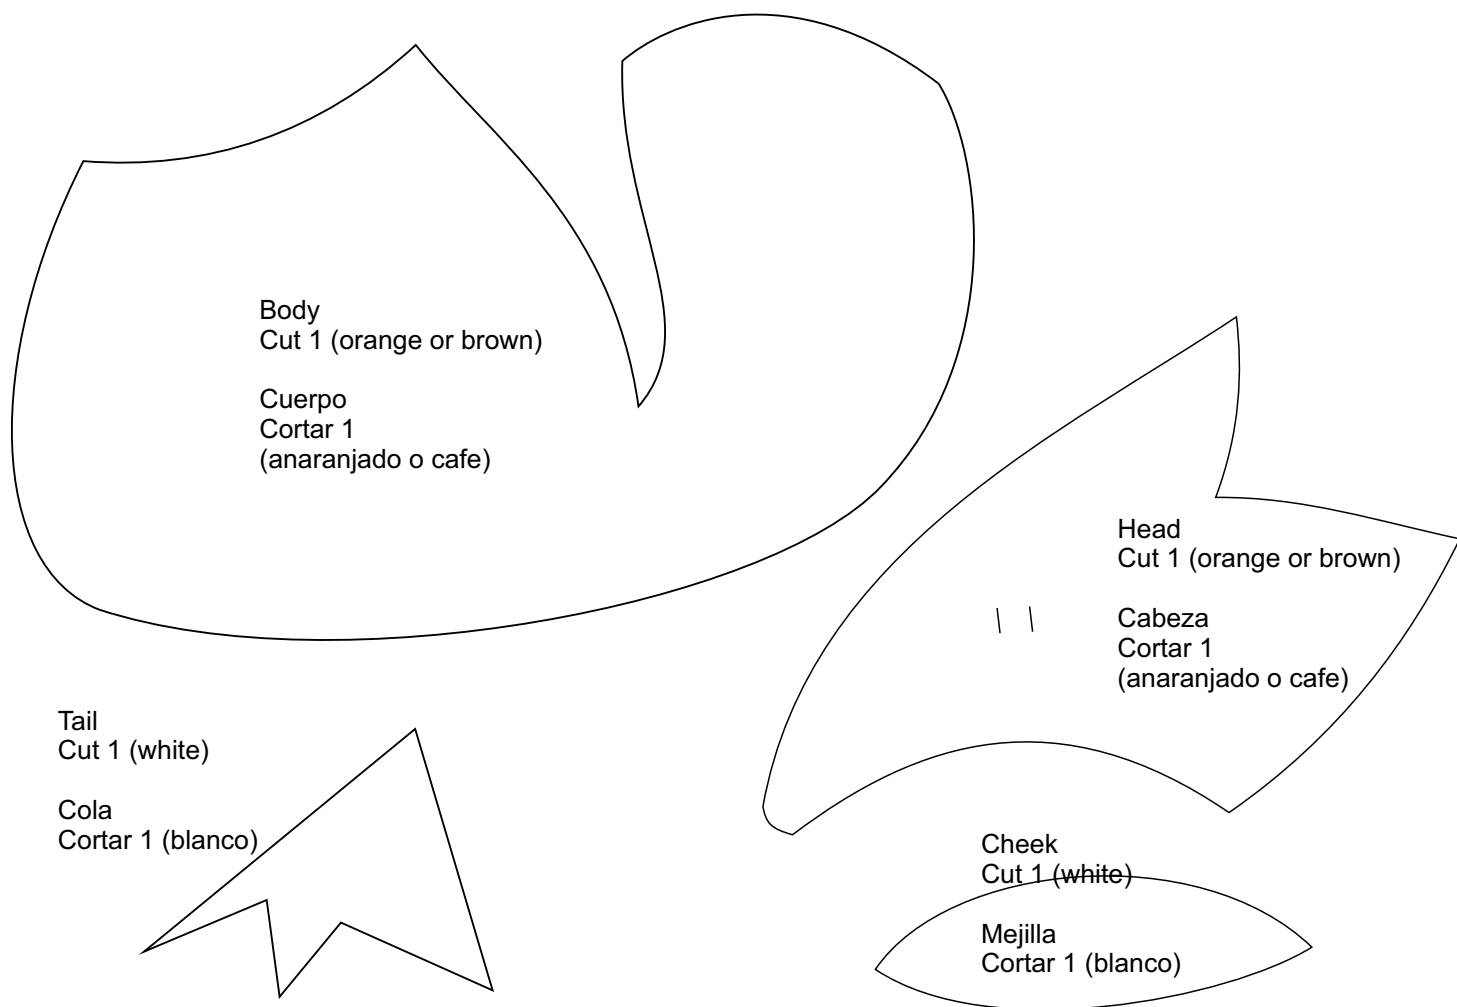 Body
Cut 1 (orange or brown)
Cuerpo
Cortar 1
(anaranjado o cafe)
Head
Cut 1 (orange or brown)
Cabeza
Cortar 1
(anaranjado o cafe)
Tail
Cut 1 (white)
Cola
Cortar 1 (blanco)
Cheek
Cut 1 (white)
Mejilla
Cortar 1 (blanco)